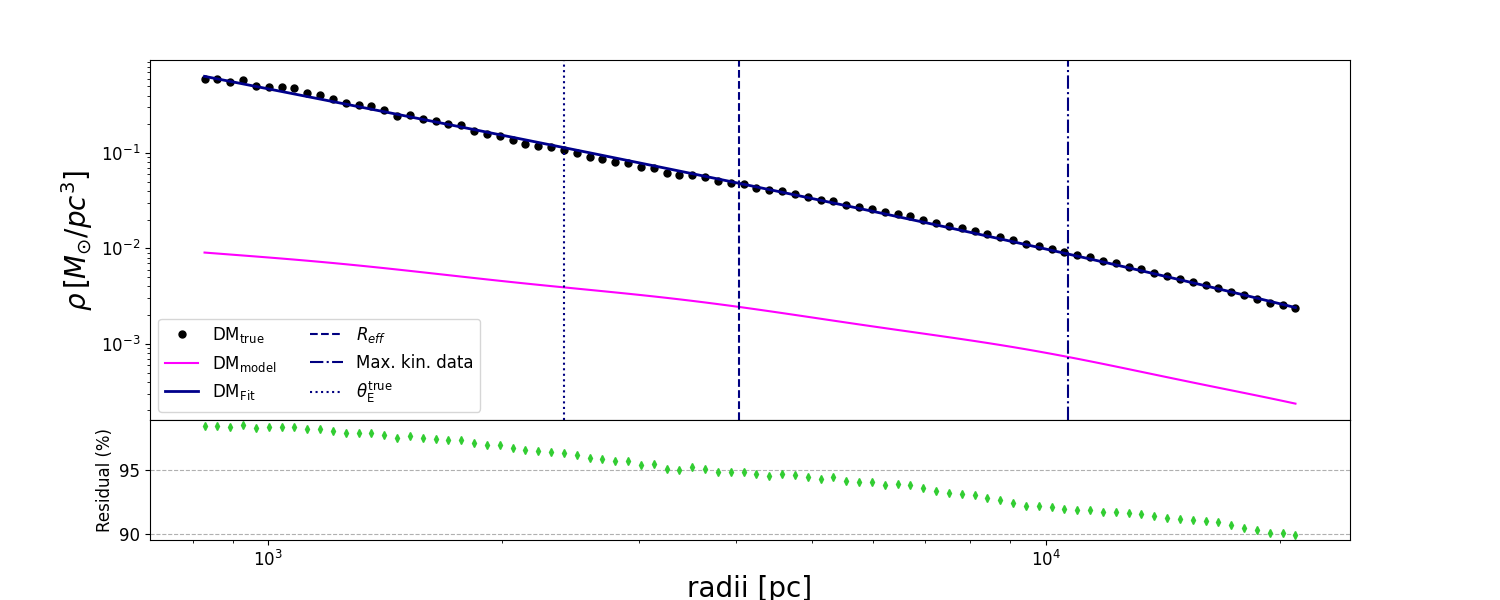 ρ [M⊙/pc³]
10⁻¹
10⁻²
10⁻³
DM_true
DM_model
DM_Fit
R_eff
Max. kin. data
θ_E^true
Residual (%)
95
90
10³
10⁴
radii [pc]